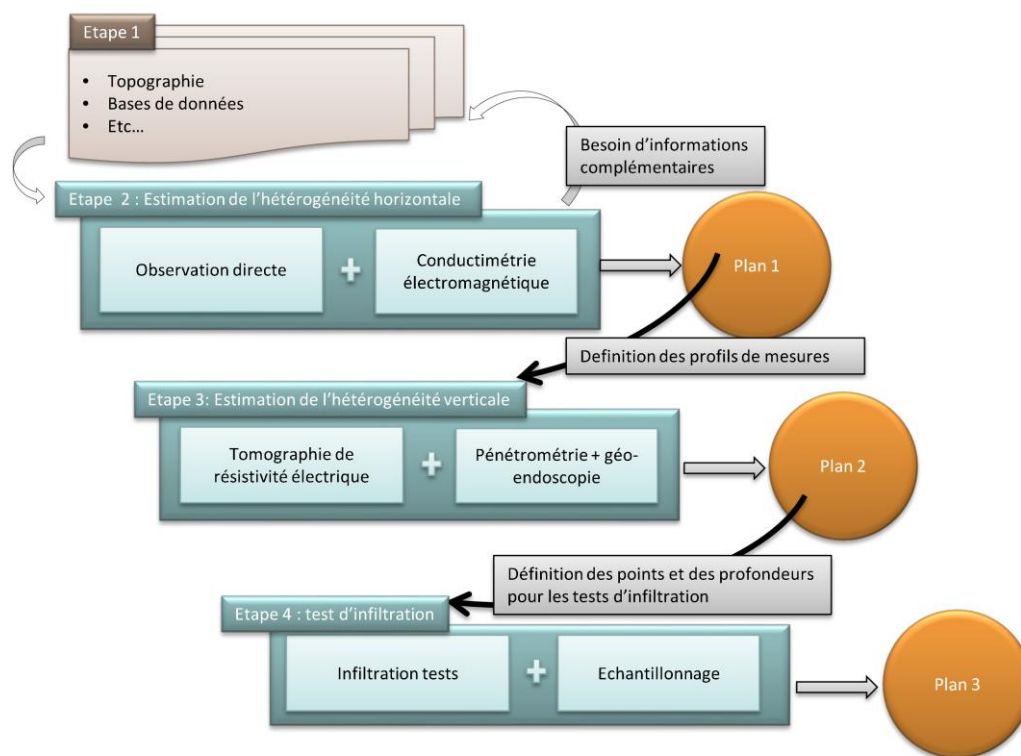 Etape 1
• Topographie
• Bases de données
• Etc...
Besoin d'informations
complémentaires
Etape 2 : Estimation de l'hétérogénéité horizontale
Observation directe
+
Conductimétrie
électromagnétique
Plan 1
Definition des profils de mesures
Etape 3: Estimation de l'hétérogénéité verticale
Tomographie de
résistivité électrique
+
Pénétrométrie + géo-
endoscopie
Plan 2
Définition des points et des profondeurs
pour les tests d'infiltration
Etape 4 : test d'infiltration
Infiltration tests
+
Echantillonnage
Plan 3